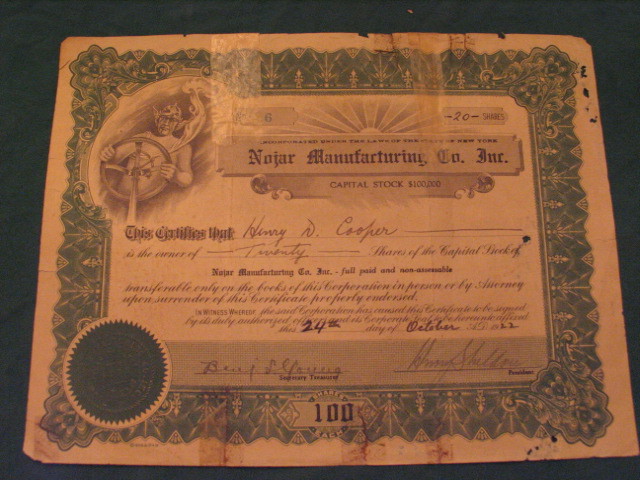 6
-20- SHARES
INCORPORATED UNDER THE LAWS OF THE STATE OF NEW YORK
Nojar Manufacturing, Co. Inc.
CAPITAL STOCK $100,000
This Certifies that Henry D. Cooper
is the owner of Twenty Shares of the Capital Stock of
Nojar Manufacturing Co. Inc. - full paid and non-assessable
transferable only on the books of this Corporation in person or by Attorney
upon surrender of this Certificate properly endorsed.
IN WITNESS WHEREOF, the said Corporation has caused this Certificate to be signed
by its duly authorized officers and its Corporate Seal to be hereunto affixed
this 24th day of October A.D. 1922
Benj S. Young
Secretary Treasurer
President
SHARES
100
EACH